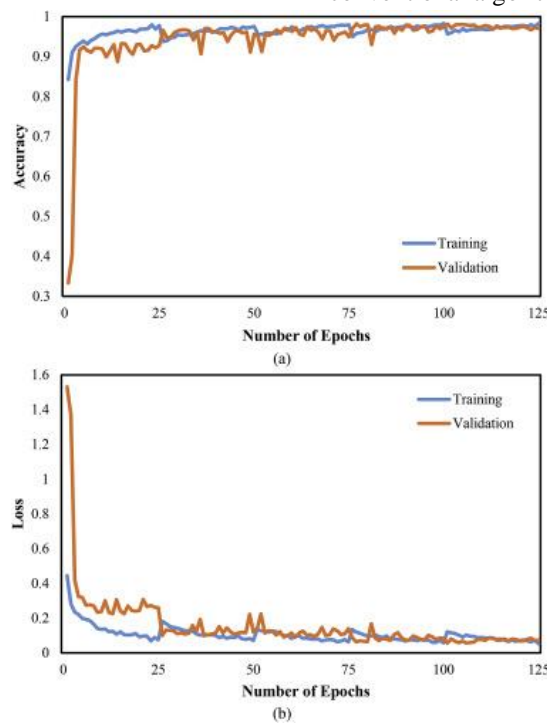 1
0.9
0.8
0.7
0.6
0.5
0.4
0.3
Accuracy
Training
Validation
0 25 50 75 100 125
Number of Epochs
(a)
1.6
1.4
1.2
1
0.8
0.6
0.4
0.2
0
Loss
Training
Validation
0 25 50 75 100 125
Number of Epochs
(b)